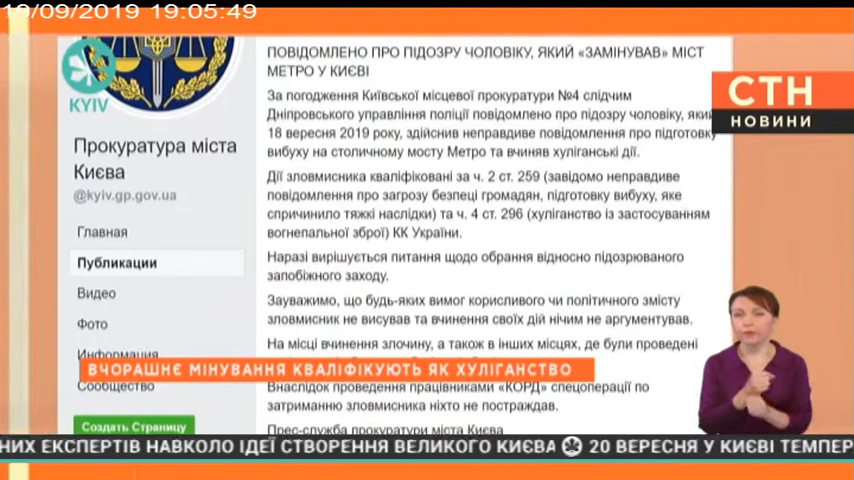 19/09/2019 19:05:49
KYIV
СТН
НОВИНИ
Прокуратура міста
Києва
@kyiv.gp.gov.ua
Главная
Публикации
Видео
Фото
Информация
Сообщество
Создать Страницу
ПОВІДОМЛЕНО ПРО ПІДОЗРУ ЧОЛОВІКУ, ЯКИЙ «ЗАМІНУВАВ» МІСТ
МЕТРО У КИЄВІ
За погодження Київської місцевої прокуратури №4 слідчим
Дніпровського управління поліції повідомлено про підозру чоловіку, який
18 вересня 2019 року, здійснив неправдиве повідомлення про підготовку
вибуху на столичному мосту Метро та вчиняв хуліганські дії.
Дії зловмисника кваліфіковані за ч. 2 ст. 259 (завідомо неправдиве
повідомлення про загрозу безпеці громадян, підготовку вибуху, яке
спричинило тяжкі наслідки) та ч. 4 ст. 296 (хуліганство із застосуванням
вогнепальної зброї) КК України.
Наразі вирішується питання щодо обрання відносно підозрюваного
запобіжного заходу.
Зауважимо, що будь-яких вимог корисливого чи політичного змісту
зловмисник не висував та вчинення своїх дій нічим не аргументував.
На місці вчинення злочину, а також в інших місцях, де були проведені
Внаслідок проведення працівниками «КОРД» спецоперації по
затриманню зловмисника ніхто не постраждав.
Прес-служба прокуратури міста Києва
ВЧОРАШНЄ МІНУВАННЯ КВАЛІФІКУЮТЬ ЯК ХУЛІГАНСТВО
НИХ ЕКСПЕРТІВ НАВКОЛО ІДЕЇ СТВОРЕННЯ ВЕЛИКОГО КИЄВА 20 ВЕРЕСНЯ У КИЄВІ ТЕМПЕР